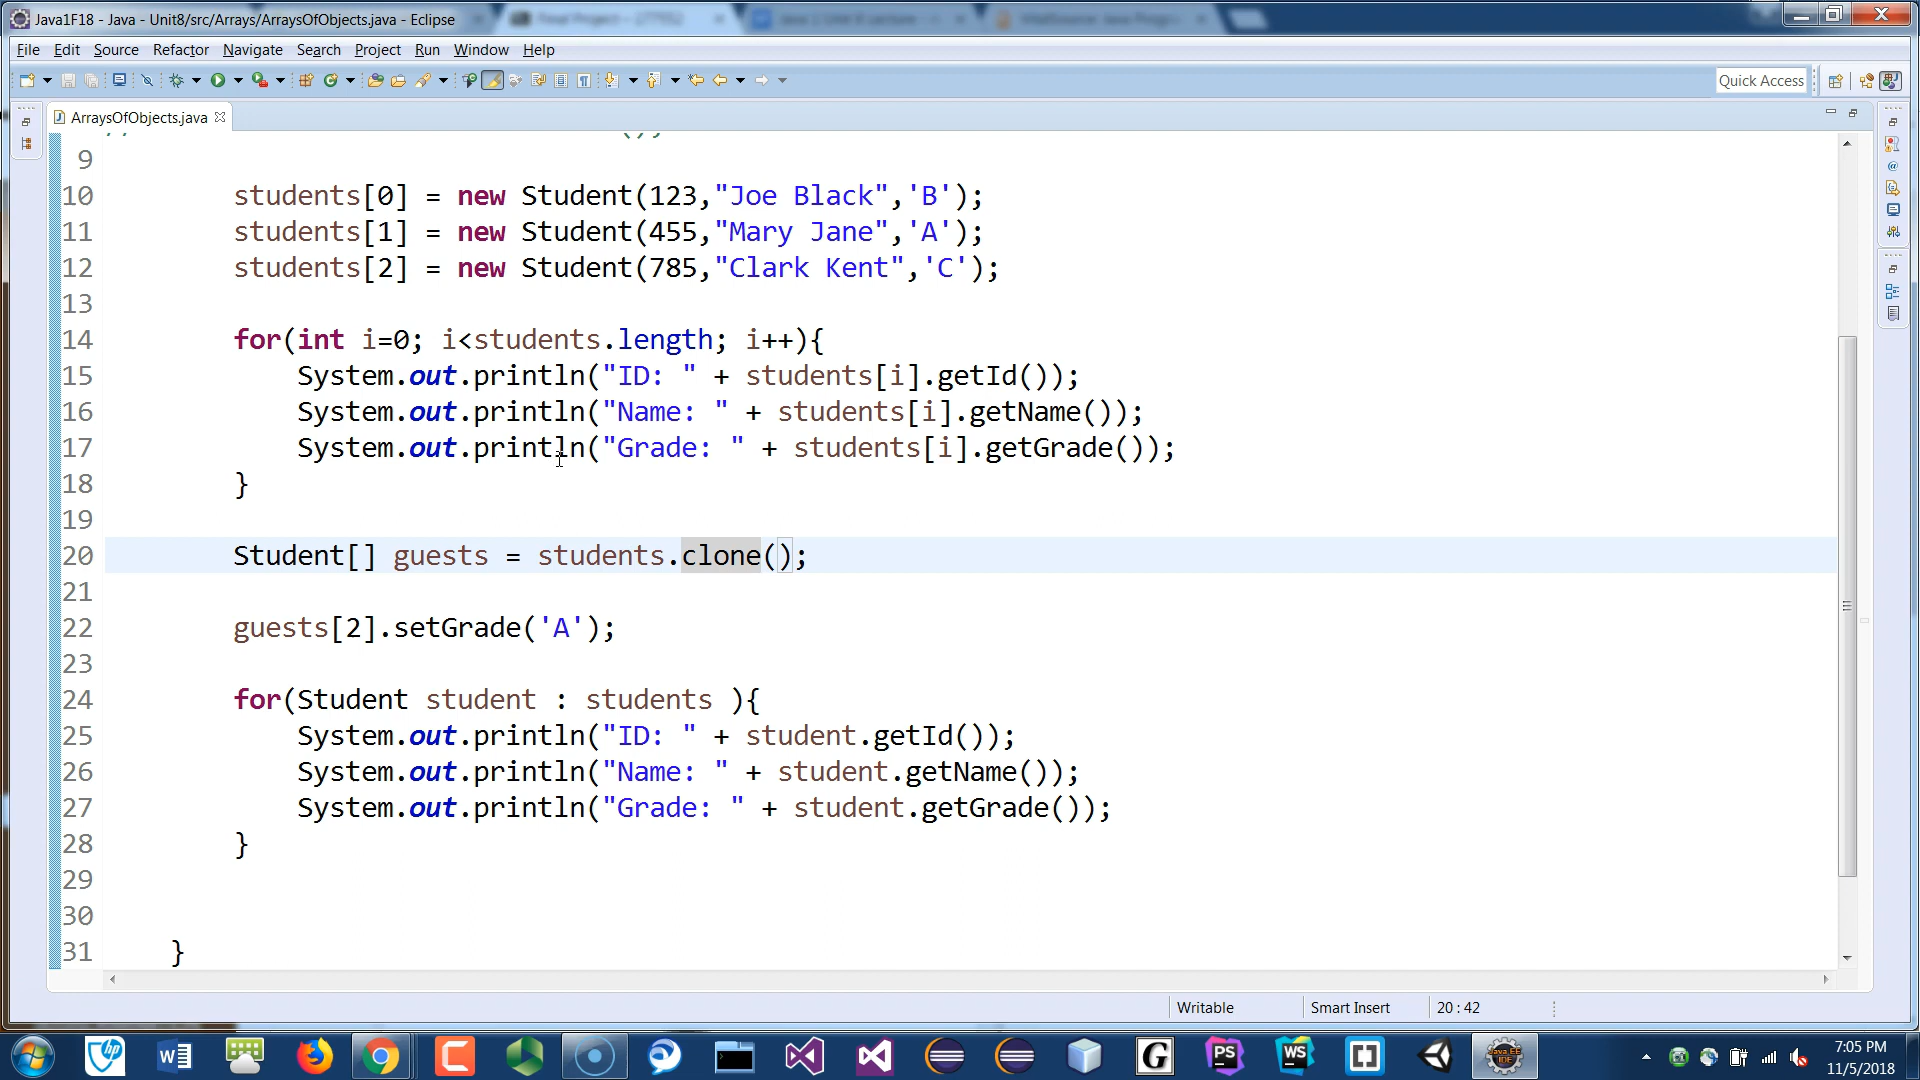 Java1F18 - Java - Unit8/src/Arrays/ArraysOfObjects.java - Eclipse
File Edit Source Refactor Navigate Search Project Run Window Help
Quick Access
ArraysOfObjects.java
9
10 students[0] = new Student(123,"Joe Black",'B');
11 students[1] = new Student(455,"Mary Jane",'A');
12 students[2] = new Student(785,"Clark Kent",'C');
13
14 for(int i=0; i<students.length; i++){
15 System.out.println("ID: " + students[i].getId());
16 System.out.println("Name: " + students[i].getName());
17 System.out.println("Grade: " + students[i].getGrade());
18 }
19
20 Student[] guests = students.clone();
21
22 guests[2].setGrade('A');
23
24 for(Student student : students ){
25 System.out.println("ID: " + student.getId());
26 System.out.println("Name: " + student.getName());
27 System.out.println("Grade: " + student.getGrade());
28 }
29
30
31 }
Writable Smart Insert 20 : 42
7:05 PM
11/5/2018